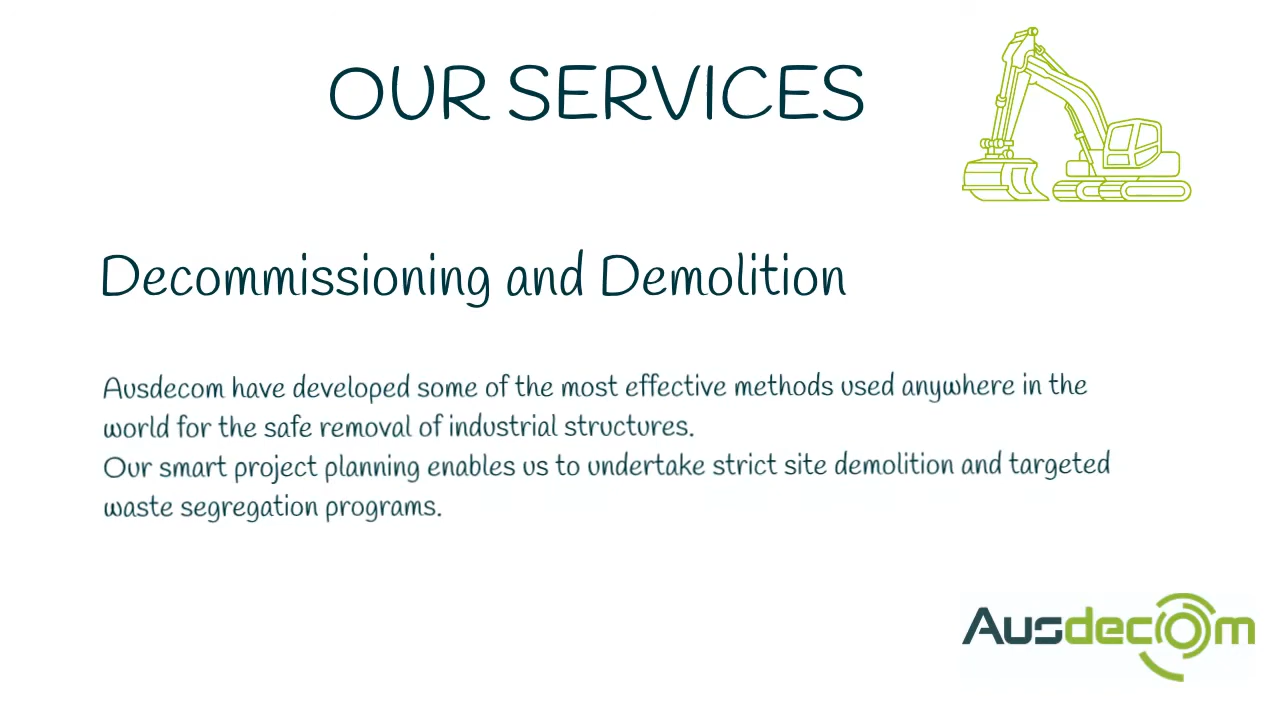 OUR SERVICES
Decommissioning and Demolition
Ausdecom have developed some of the most effective methods used anywhere in the
world for the safe removal of industrial structures.
Our smart project planning enables us to undertake strict site demolition and targeted
waste segregation programs.
Ausdecom